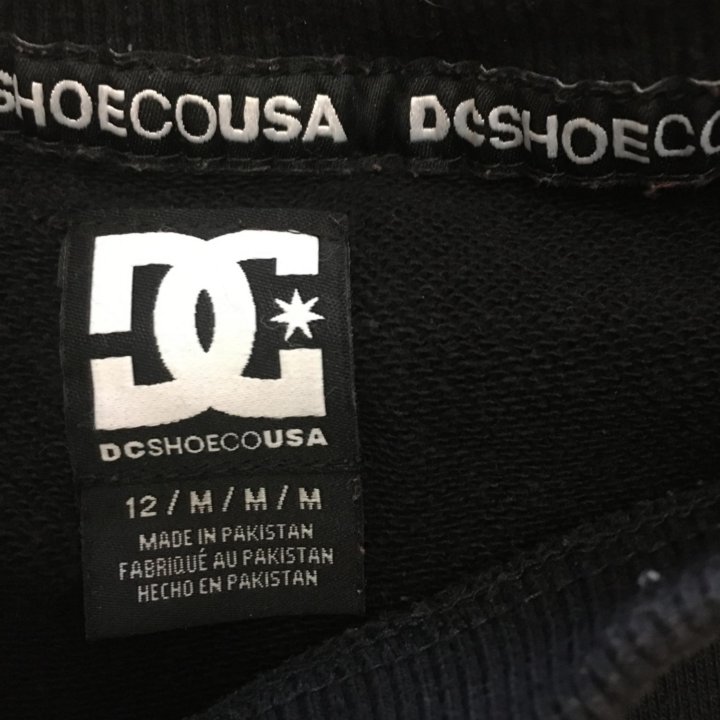 SHOECOUSA DCSHOECO
DC
DCSHOECOUSA
12 / M / M / M
MADE IN PAKISTAN
FABRIQUÉ AU PAKISTAN
HECHO EN PAKISTAN